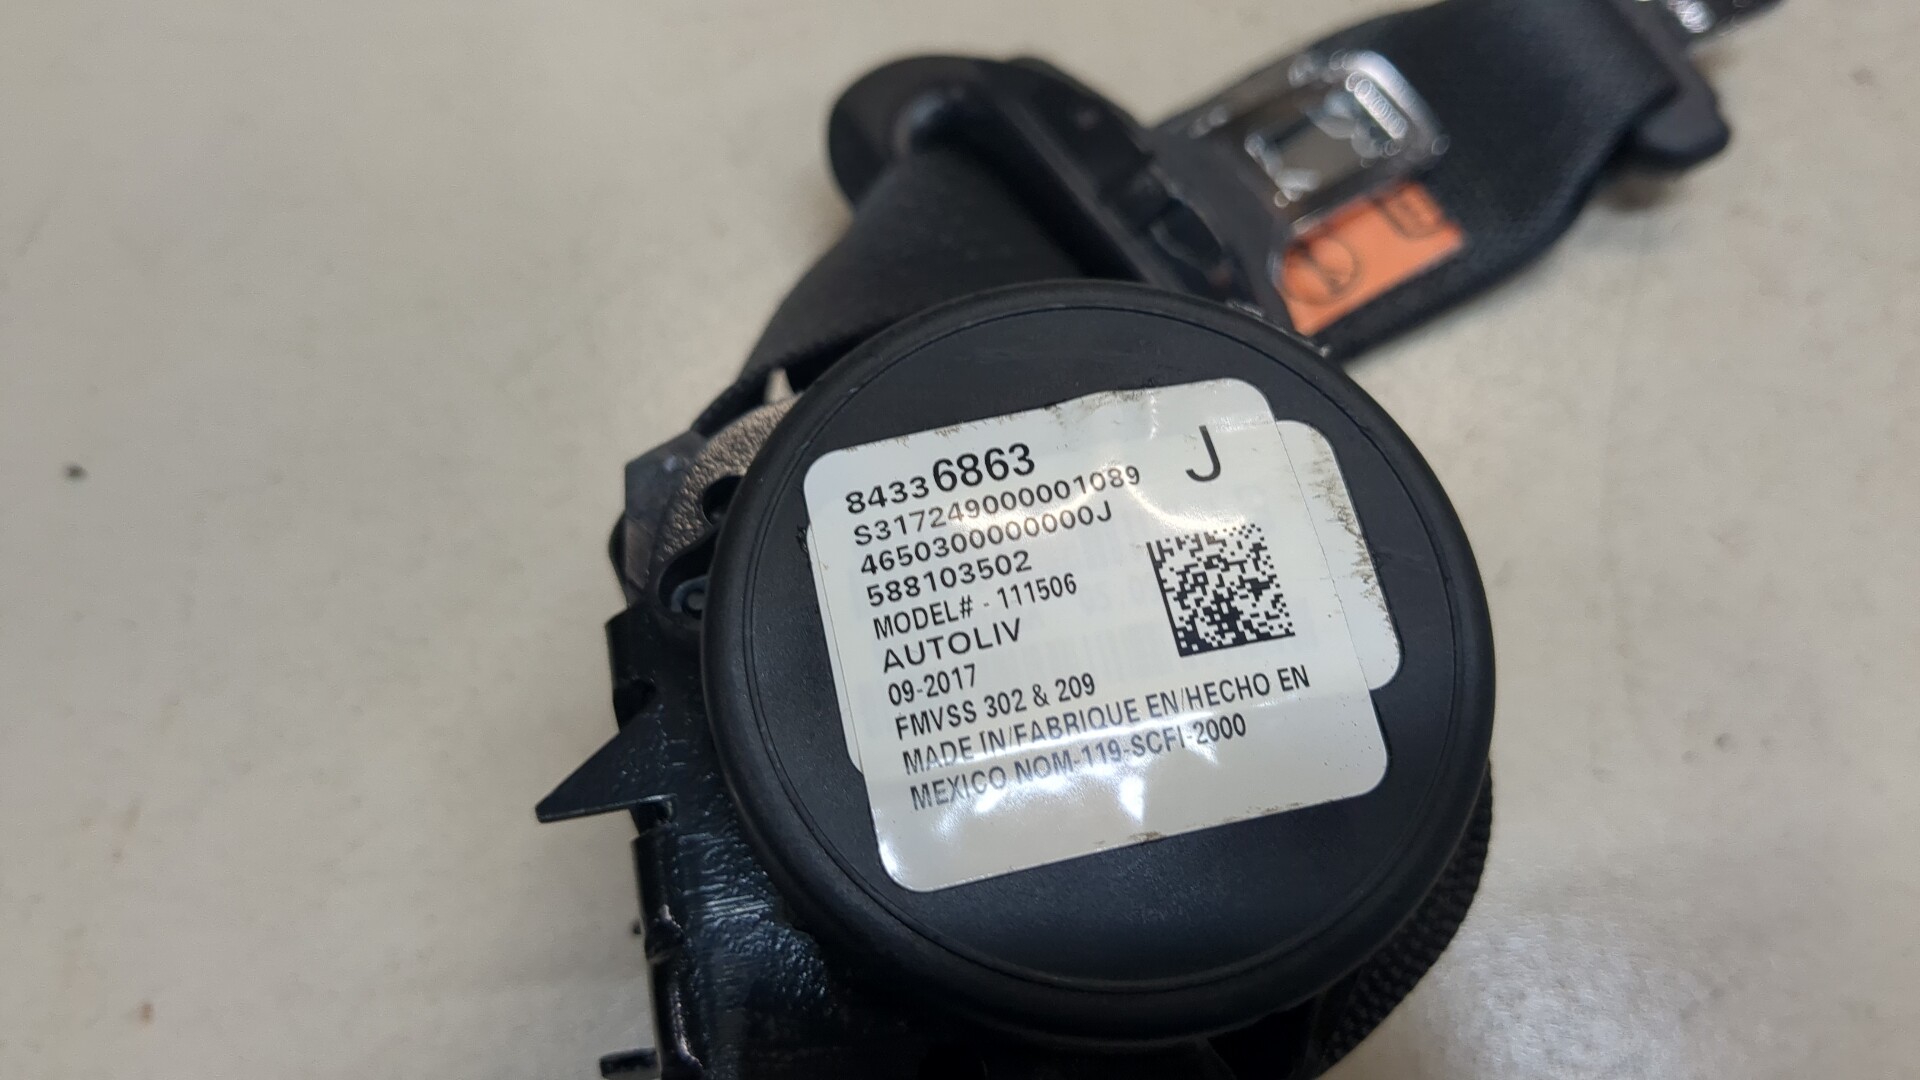 84336863 J
S317249000001089
4650300000000J
588103502
MODEL# - 111506
AUTOLIV
09-2017
FMVSS 302 & 209
MADE IN/FABRIQUE EN/HECHO EN
MEXICO NOM-119-SCFI-2000